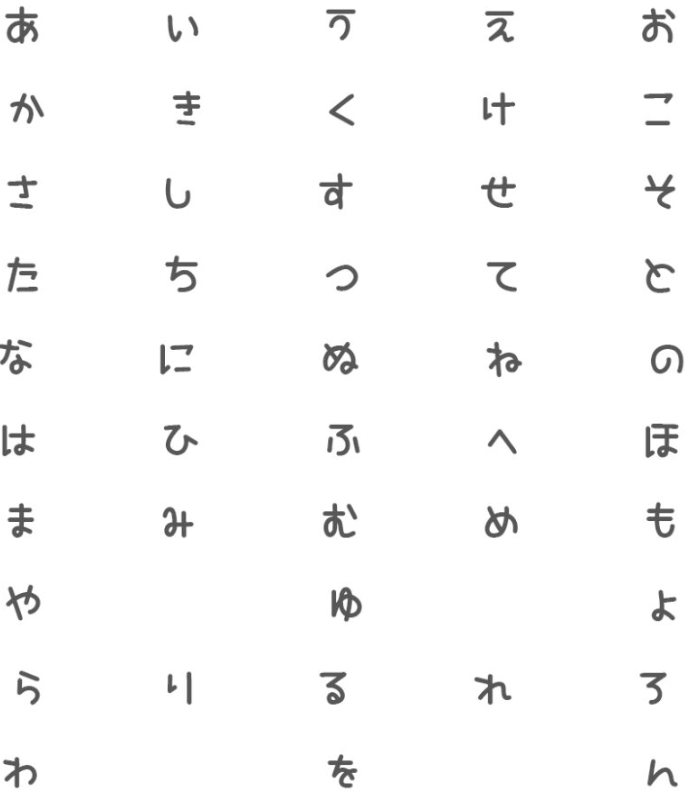 あ い う え お
か き く け こ
さ し す せ そ
た ち つ て と
な に ぬ ね の
は ひ ふ へ ほ
ま み む め も
や ゆ よ
ら り る れ ろ
わ を ん